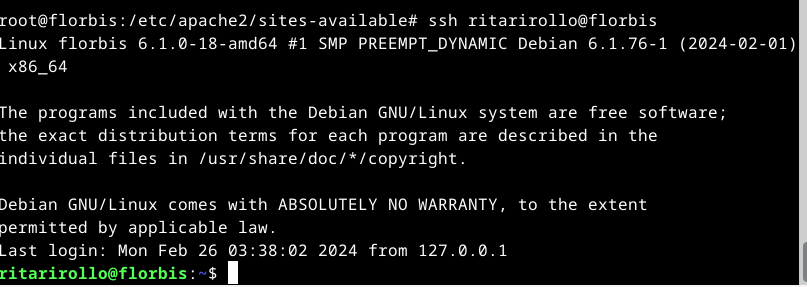 root@florbis:/etc/apache2/sites-available# ssh ritarirollo@florbis
Linux florbis 6.1.0-18-amd64 #1 SMP PREEMPT_DYNAMIC Debian 6.1.76-1 (2024-02-01)
x86_64
The programs included with the Debian GNU/Linux system are free software;
the exact distribution terms for each program are described in the
individual files in /usr/share/doc/*/copyright.
Debian GNU/Linux comes with ABSOLUTELY NO WARRANTY, to the extent
permitted by applicable law.
Last login: Mon Feb 26 03:38:02 2024 from 127.0.0.1
ritarirollo@florbis:~$